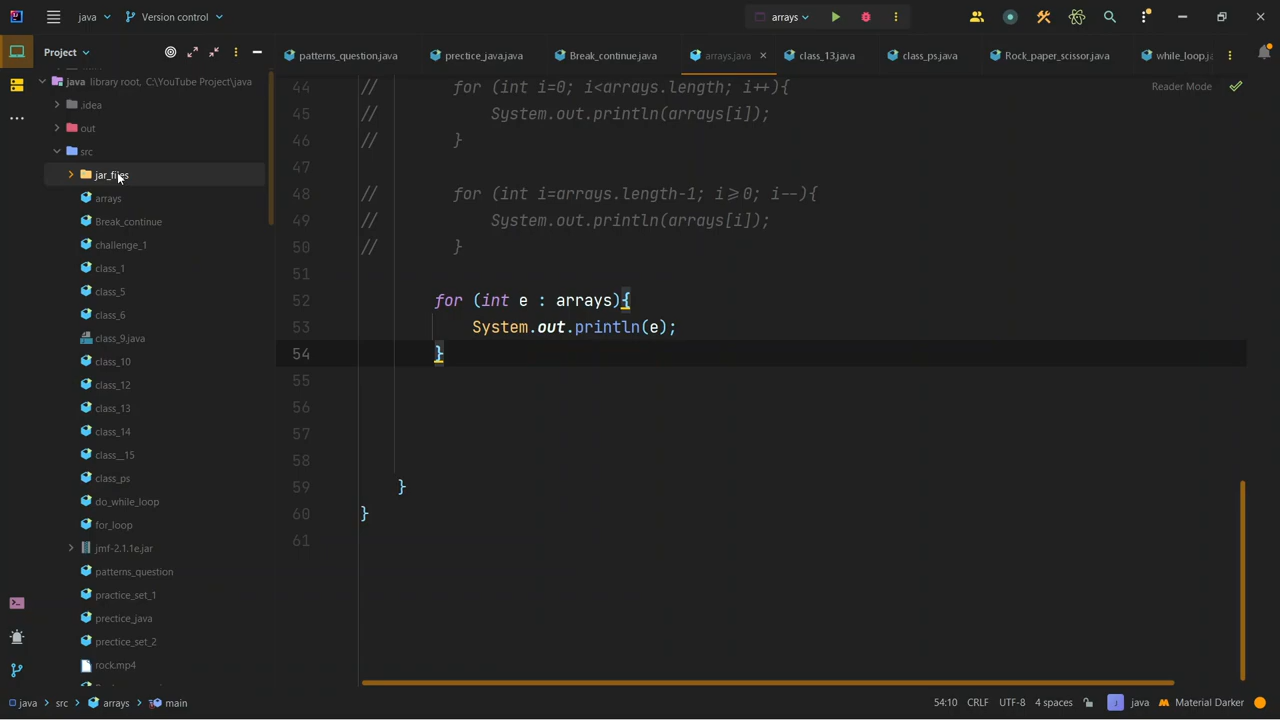 java
Version control
arrays
Project
patterns_question.java
prectice_java.java
Break_continue.java
arrays.java
class_13.java
class_ps.java
Rock_paper_scissor.java
while_loop.ja
java library root, C:\YouTube Project\java
.idea
out
src
jar_files
arrays
Break_continue
challenge_1
class_1
class_5
class_6
class_9.java
class_10
class_12
class_13
class_14
class__15
class_ps
do_while_loop
for_loop
jmf-2.1.1e.jar
patterns_question
practice_set_1
prectice_java
prectice_set_2
rock.mp4
Reader Mode
44 // for (int i=0; i<arrays.length; i++){
45 // System.out.println(arrays[i]);
46 // }
47
48 // for (int i=arrays.length-1; i>=0; i--){
49 // System.out.println(arrays[i]);
50 // }
51
52 for (int e : arrays){
53 System.out.println(e);
54 }
55
56
57
58
59 }
60 }
61
java > src > arrays > main
54:10 CRLF UTF-8 4 spaces java Material Darker